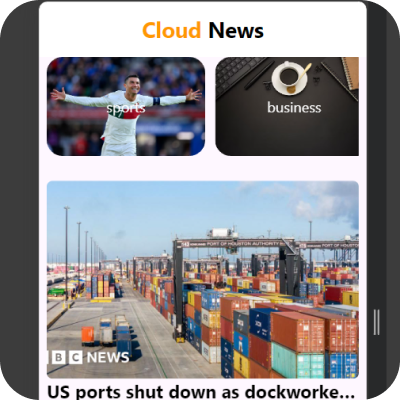 Cloud News
sports
business
PORT OF HOUSTON AUTHORITY
BBC NEWS
US ports shut down as dockworke...